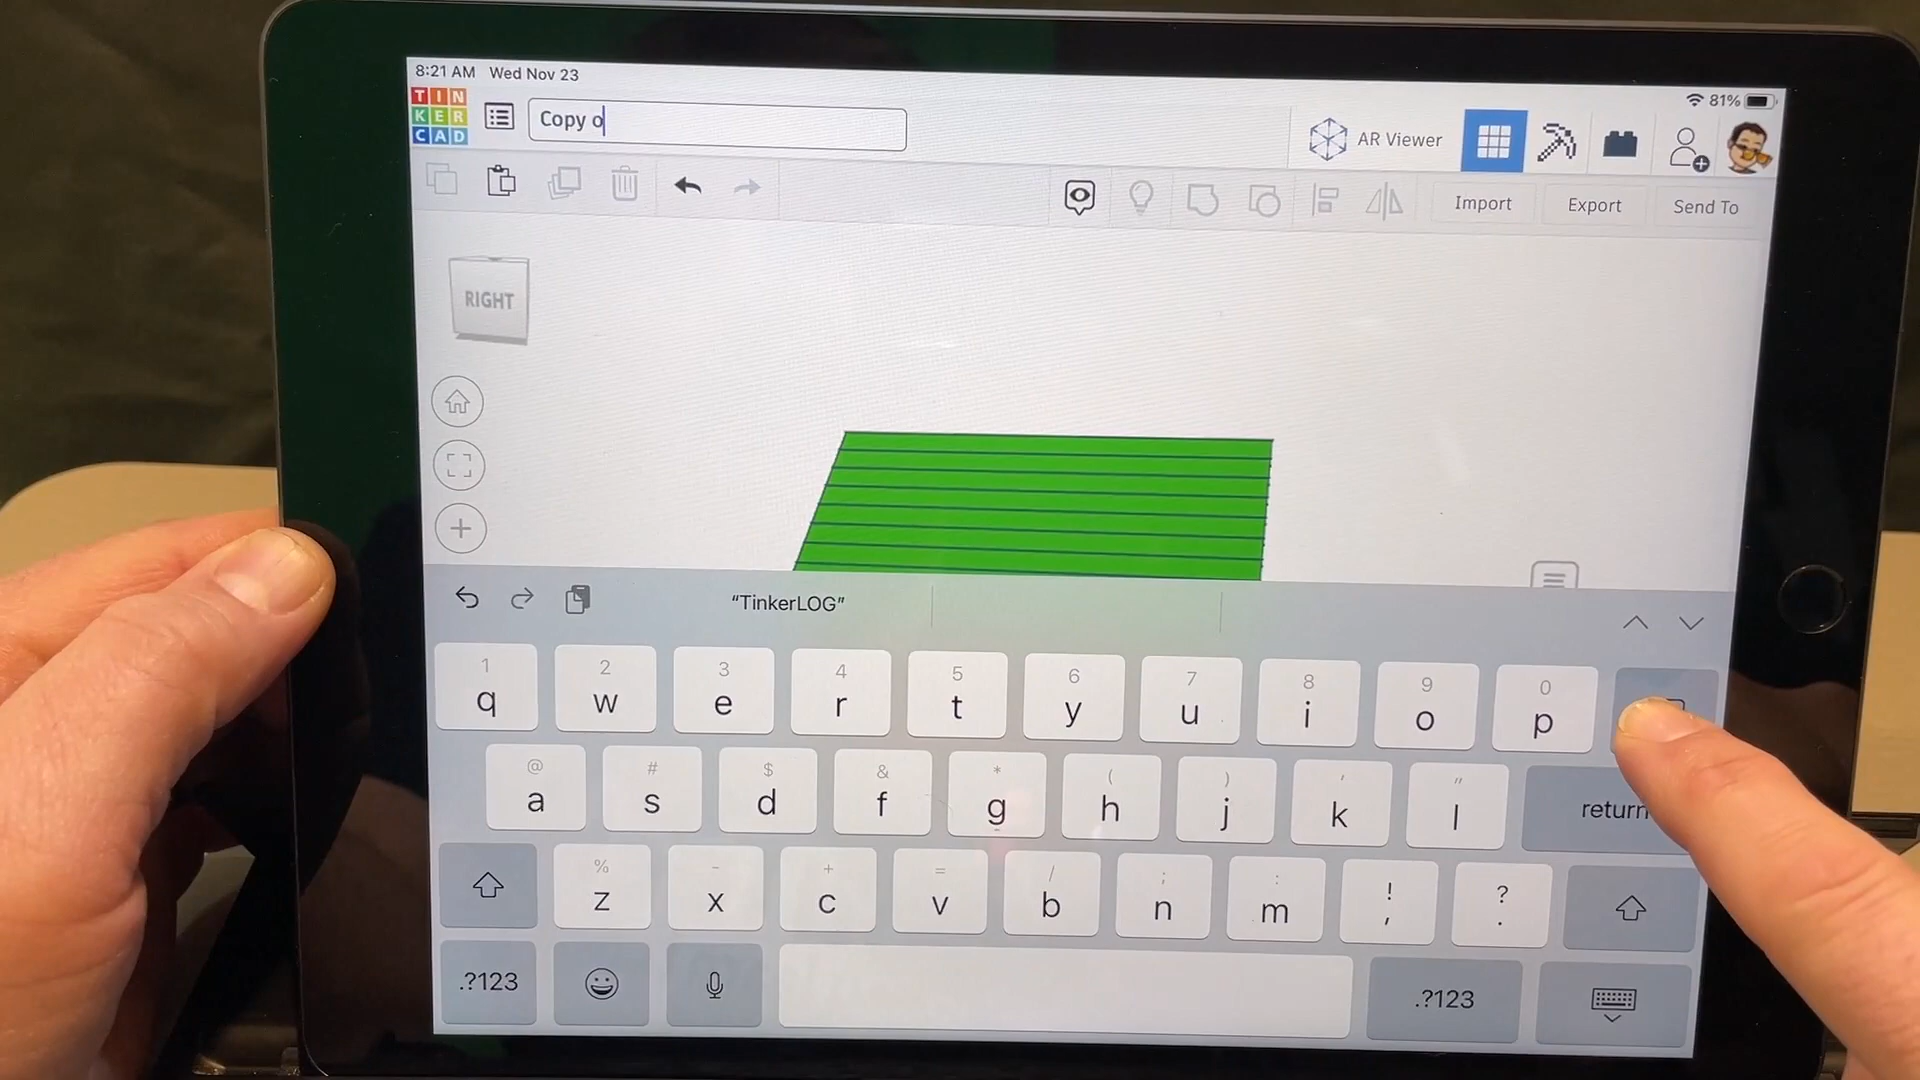 8:21 AM Wed Nov 23
81%
TIN
KER
CAD
Copy o
AR Viewer
Import
Export
Send To
RIGHT
“TinkerLOG”
1 2 3 4 5 6 7 8 9 0
q w e r t y u i o p
@ # $ & * ( ) ' "
a s d f g h j k l return
% - + = / ; : ! ?
z x c v b n m , .
.?123 .?123